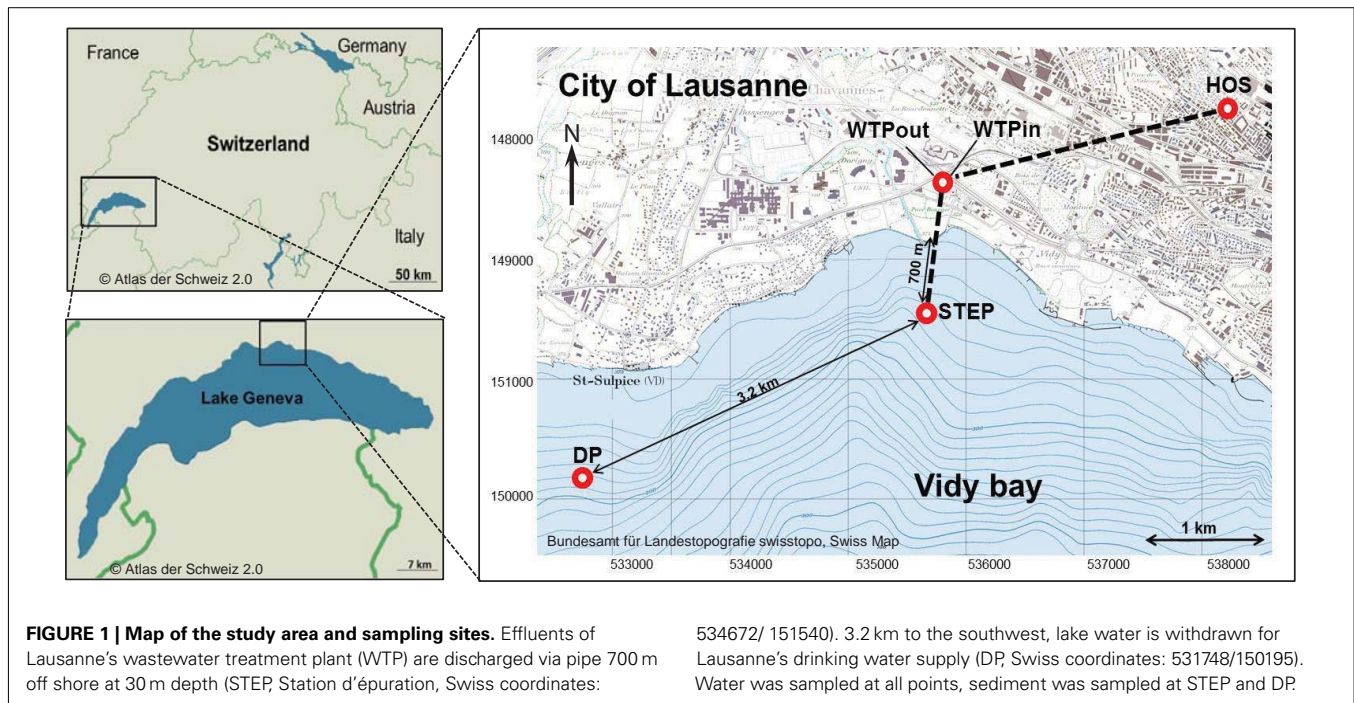 France
Germany
Austria
Switzerland
Italy
50 km
© Atlas der Schweiz 2.0
Lake Geneva
© Atlas der Schweiz 2.0
7 km
City of Lausanne
Chavannes
HOS
WTPout
WTPin
N
148000
149000
151000
150000
700 m
STEP
St-Sulpice (VD)
3.2 km
DP
Vidy bay
1 km
Bundesamt für Landestopografie swisstopo, Swiss Map
533000
534000
535000
536000
537000
538000
FIGURE 1 | Map of the study area and sampling sites. Effluents of
Lausanne's wastewater treatment plant (WTP) are discharged via pipe 700 m
off shore at 30 m depth (STEP, Station d'épuration, Swiss coordinates:
534672/ 151540). 3.2 km to the southwest, lake water is withdrawn for
Lausanne's drinking water supply (DP, Swiss coordinates: 531748/150195).
Water was sampled at all points, sediment was sampled at STEP and DP.